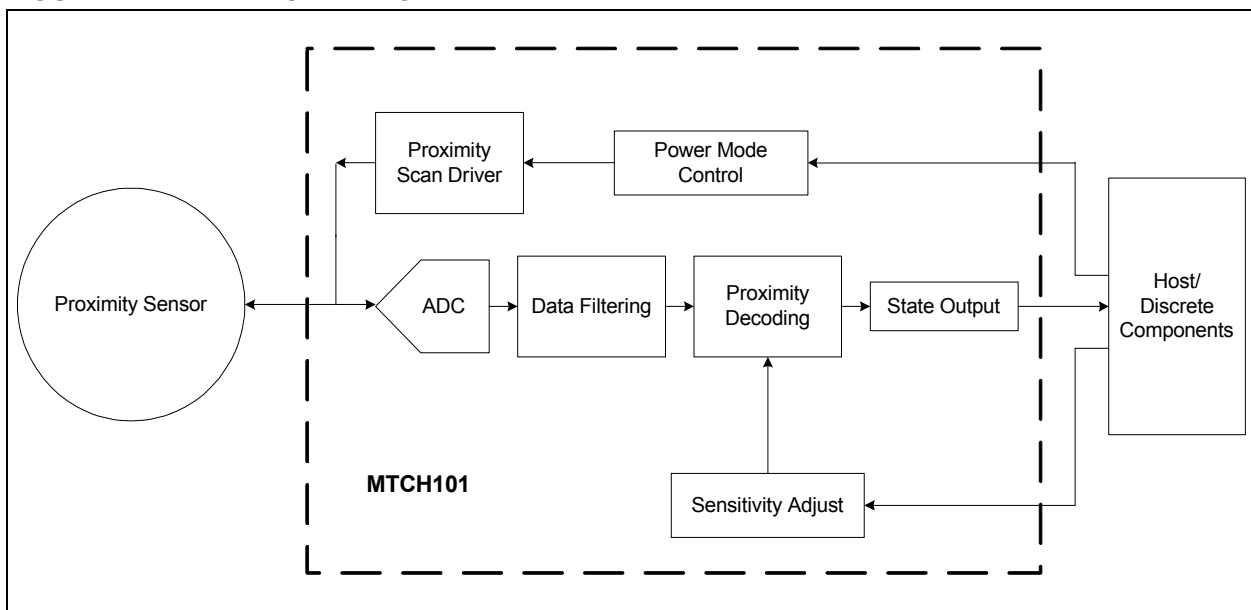 Proximity
Scan Driver
Power Mode
Control
Proximity Sensor
ADC
Data Filtering
Proximity
Decoding
State Output
Host/
Discrete
Components
MTCH101
Sensitivity Adjust